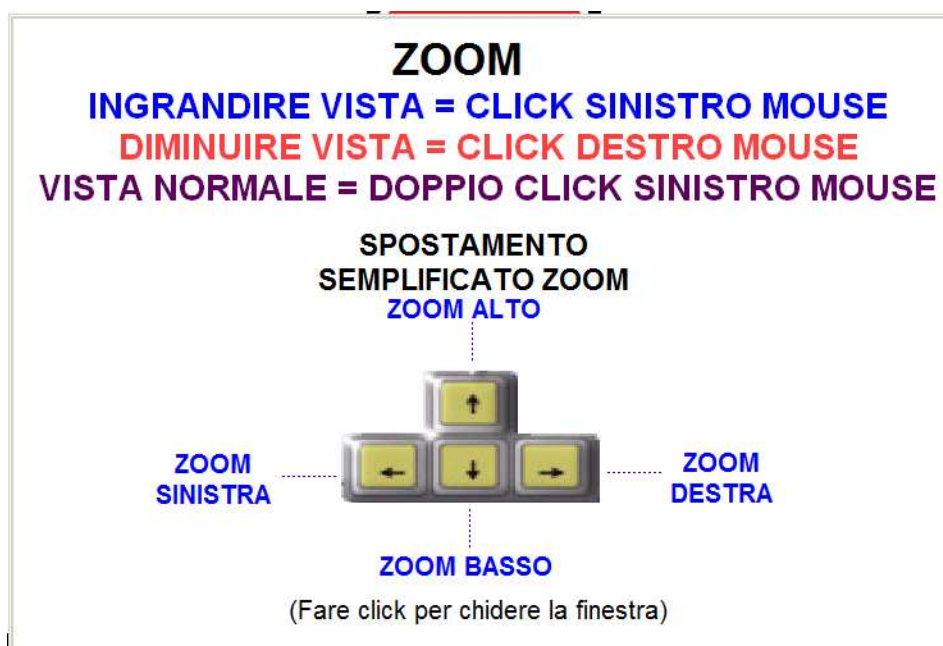 ZOOM
INGRANDIRE VISTA = CLICK SINISTRO MOUSE
DIMINUIRE VISTA = CLICK DESTRO MOUSE
VISTA NORMALE = DOPPIO CLICK SINISTRO MOUSE
SPOSTAMENTO
SEMPLIFICATO ZOOM
ZOOM ALTO
ZOOM
SINISTRA
ZOOM
DESTRA
ZOOM BASSO
(Fare click per chidere la finestra)